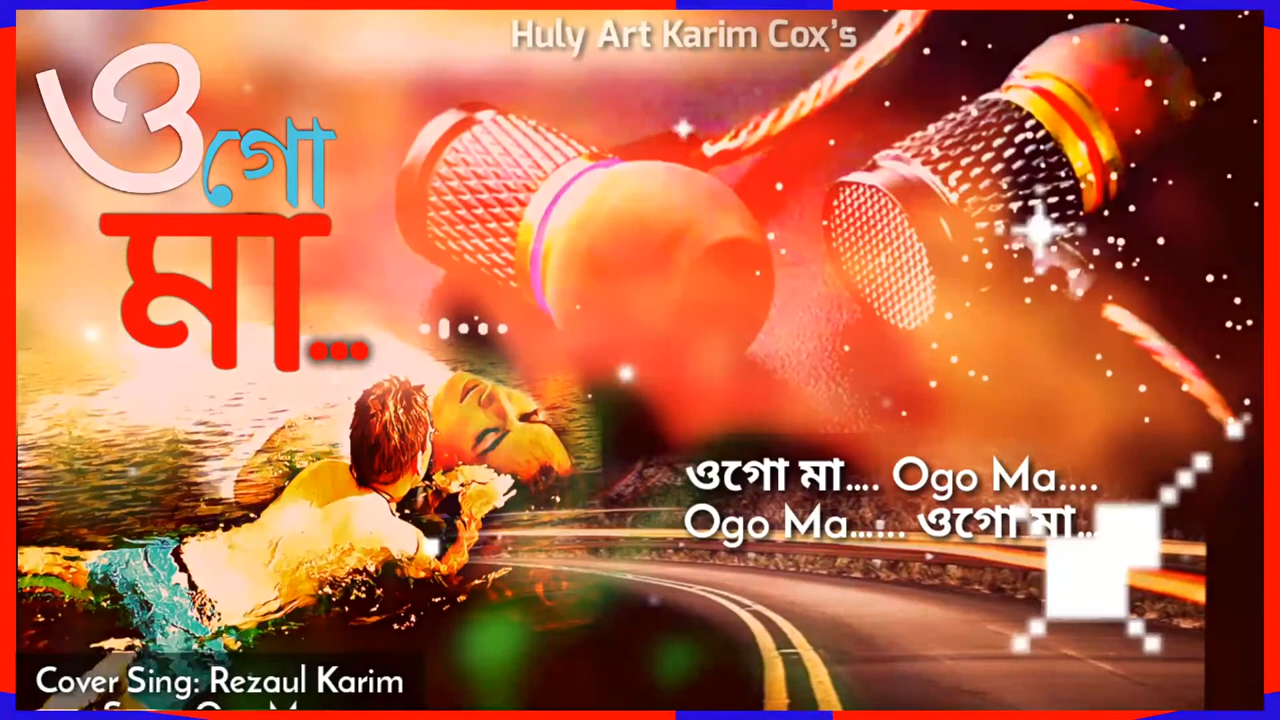 Huly Art Karim Cox's
ওগো
মা...
ওগো মা.... Ogo Ma....
Ogo Ma...... ওগো মা...
Cover Sing: Rezaul Karim